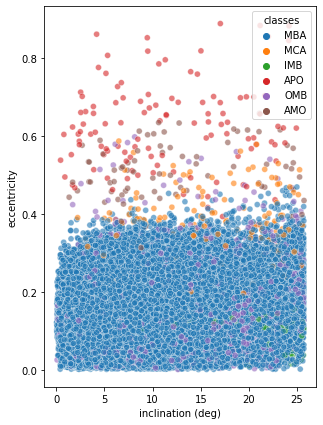 classes
MBA
MCA
IMB
APO
OMB
AMO
0.8
0.6
0.4
0.2
0.0
eccentricity
0 5 10 15 20 25
inclination (deg)